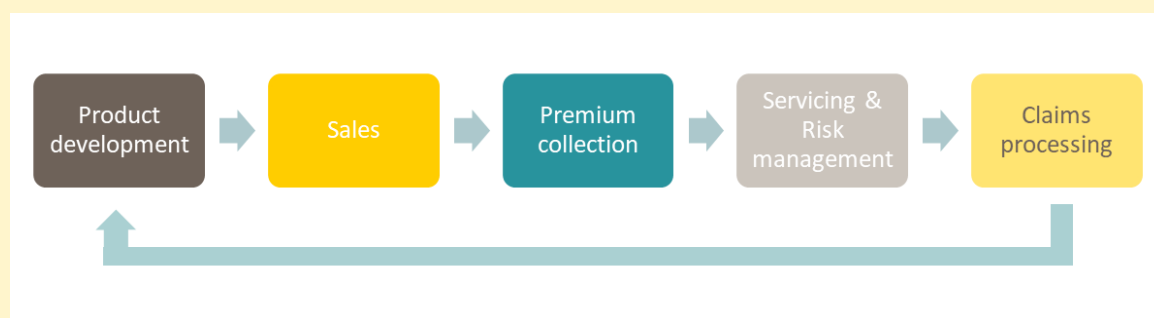 Product
development
Sales
Premium
collection
Servicing &
Risk
management
Claims
processing